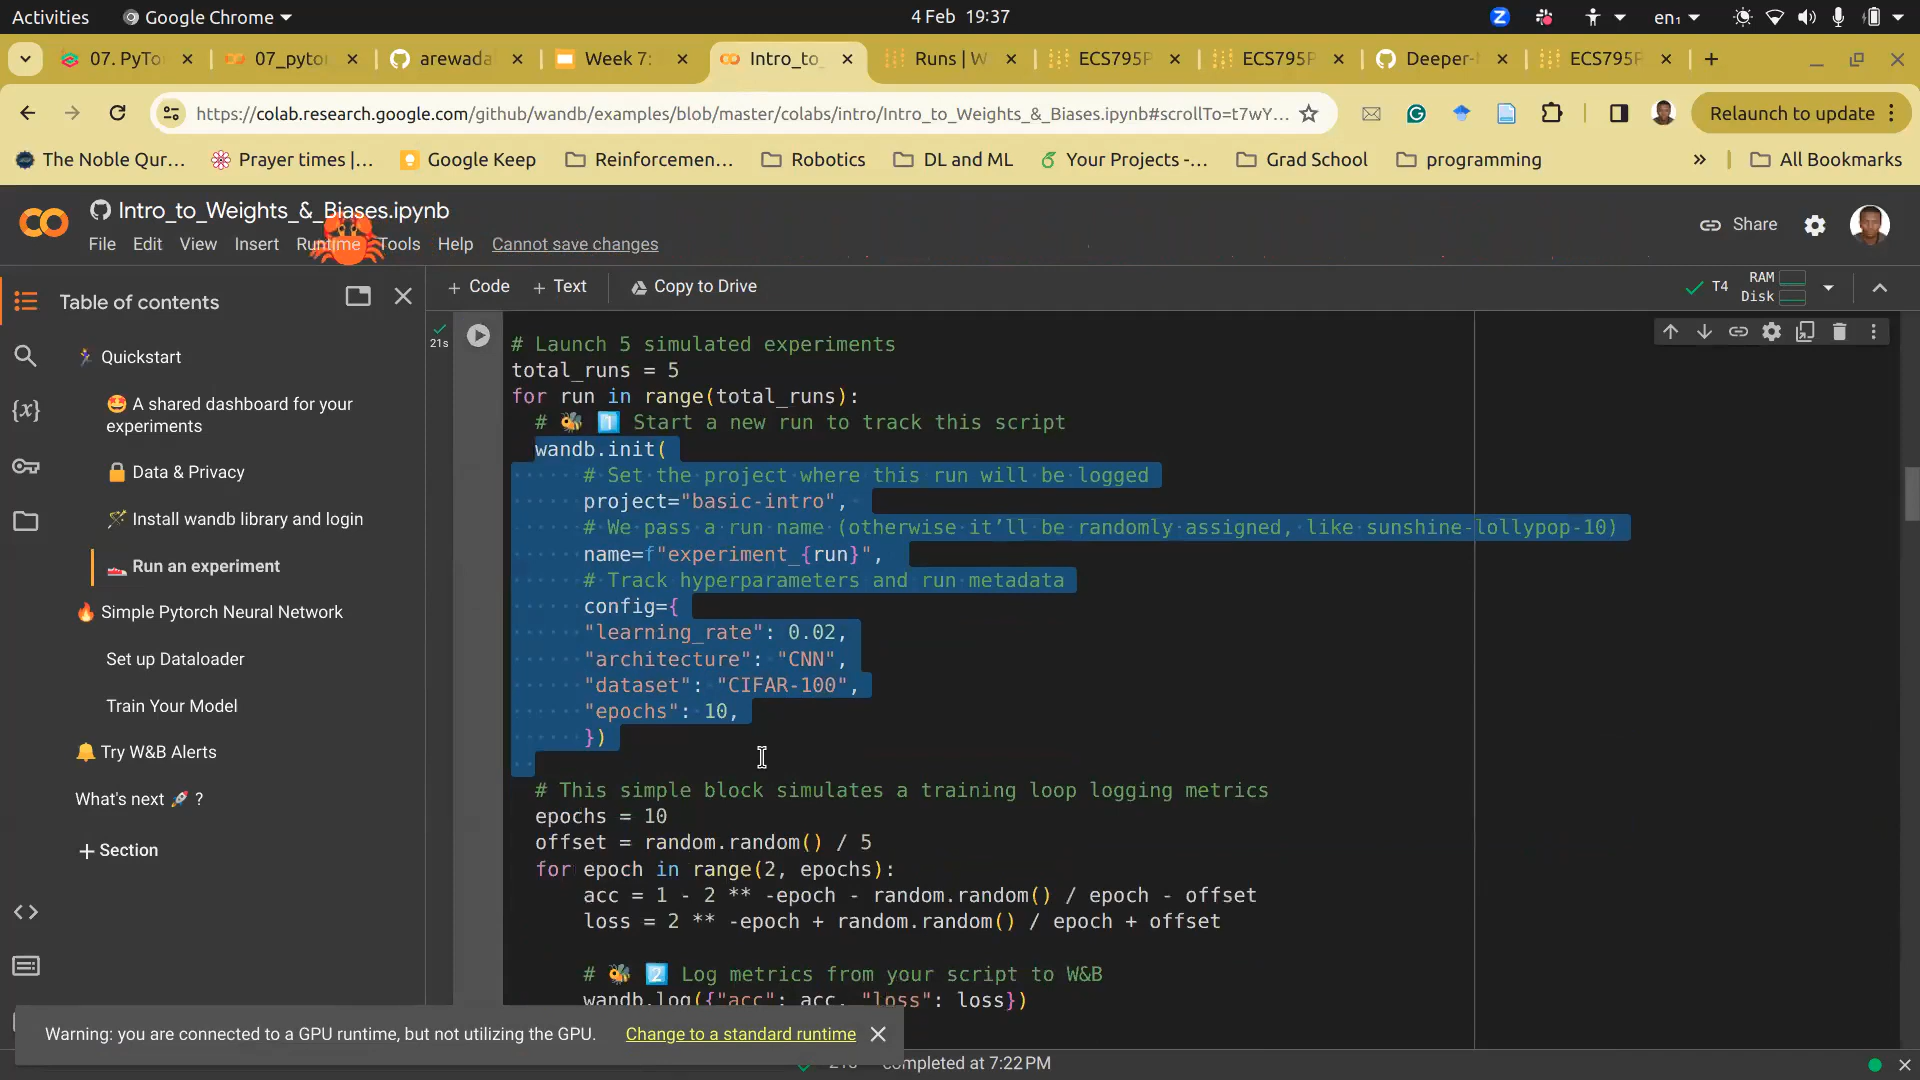 Activities
Google Chrome
4 Feb 19:37
en₁
07. PyTo
07_pyto
arewada
Week 7:
Intro_to_
Runs | W
ECS795P
ECS795P
Deeper-
ECS795P
https://colab.research.google.com/github/wandb/examples/blob/master/colabs/intro/Intro_to_Weights_&_Biases.ipynb#scrollTo=t7wY...
Relaunch to update
The Noble Qur...
Prayer times |...
Google Keep
Reinforcemen...
Robotics
DL and ML
Your Projects -...
Grad School
programming
»
All Bookmarks
Intro_to_Weights_&_Biases.ipynb
File Edit View Insert Runtime Tools Help Cannot save changes
Share
+ Code + Text
Copy to Drive
T4
RAM
Disk
Table of contents
Quickstart
A shared dashboard for your
experiments
Data & Privacy
Install wandb library and login
Run an experiment
Simple Pytorch Neural Network
Set up Dataloader
Train Your Model
Try W&B Alerts
What's next 🚀 ?
+ Section
{x}
21s
# Launch 5 simulated experiments
total_runs = 5
for run in range(total_runs):
# 🐝 1️⃣ Start a new run to track this script
wandb.init(
# Set the project where this run will be logged
project="basic-intro",
# We pass a run name (otherwise it’ll be randomly assigned, like sunshine-lollypop-10)
name=f"experiment_{run}",
# Track hyperparameters and run metadata
config={
"learning_rate": 0.02,
"architecture": "CNN",
"dataset": "CIFAR-100",
"epochs": 10,
})
# This simple block simulates a training loop logging metrics
epochs = 10
offset = random.random() / 5
for epoch in range(2, epochs):
acc = 1 - 2 ** -epoch - random.random() / epoch - offset
loss = 2 ** -epoch + random.random() / epoch + offset
# 🐝 2️⃣ Log metrics from your script to W&B
wandb.log({"acc": acc, "loss": loss})
Warning: you are connected to a GPU runtime, but not utilizing the GPU. Change to a standard runtime
completed at 7:22 PM